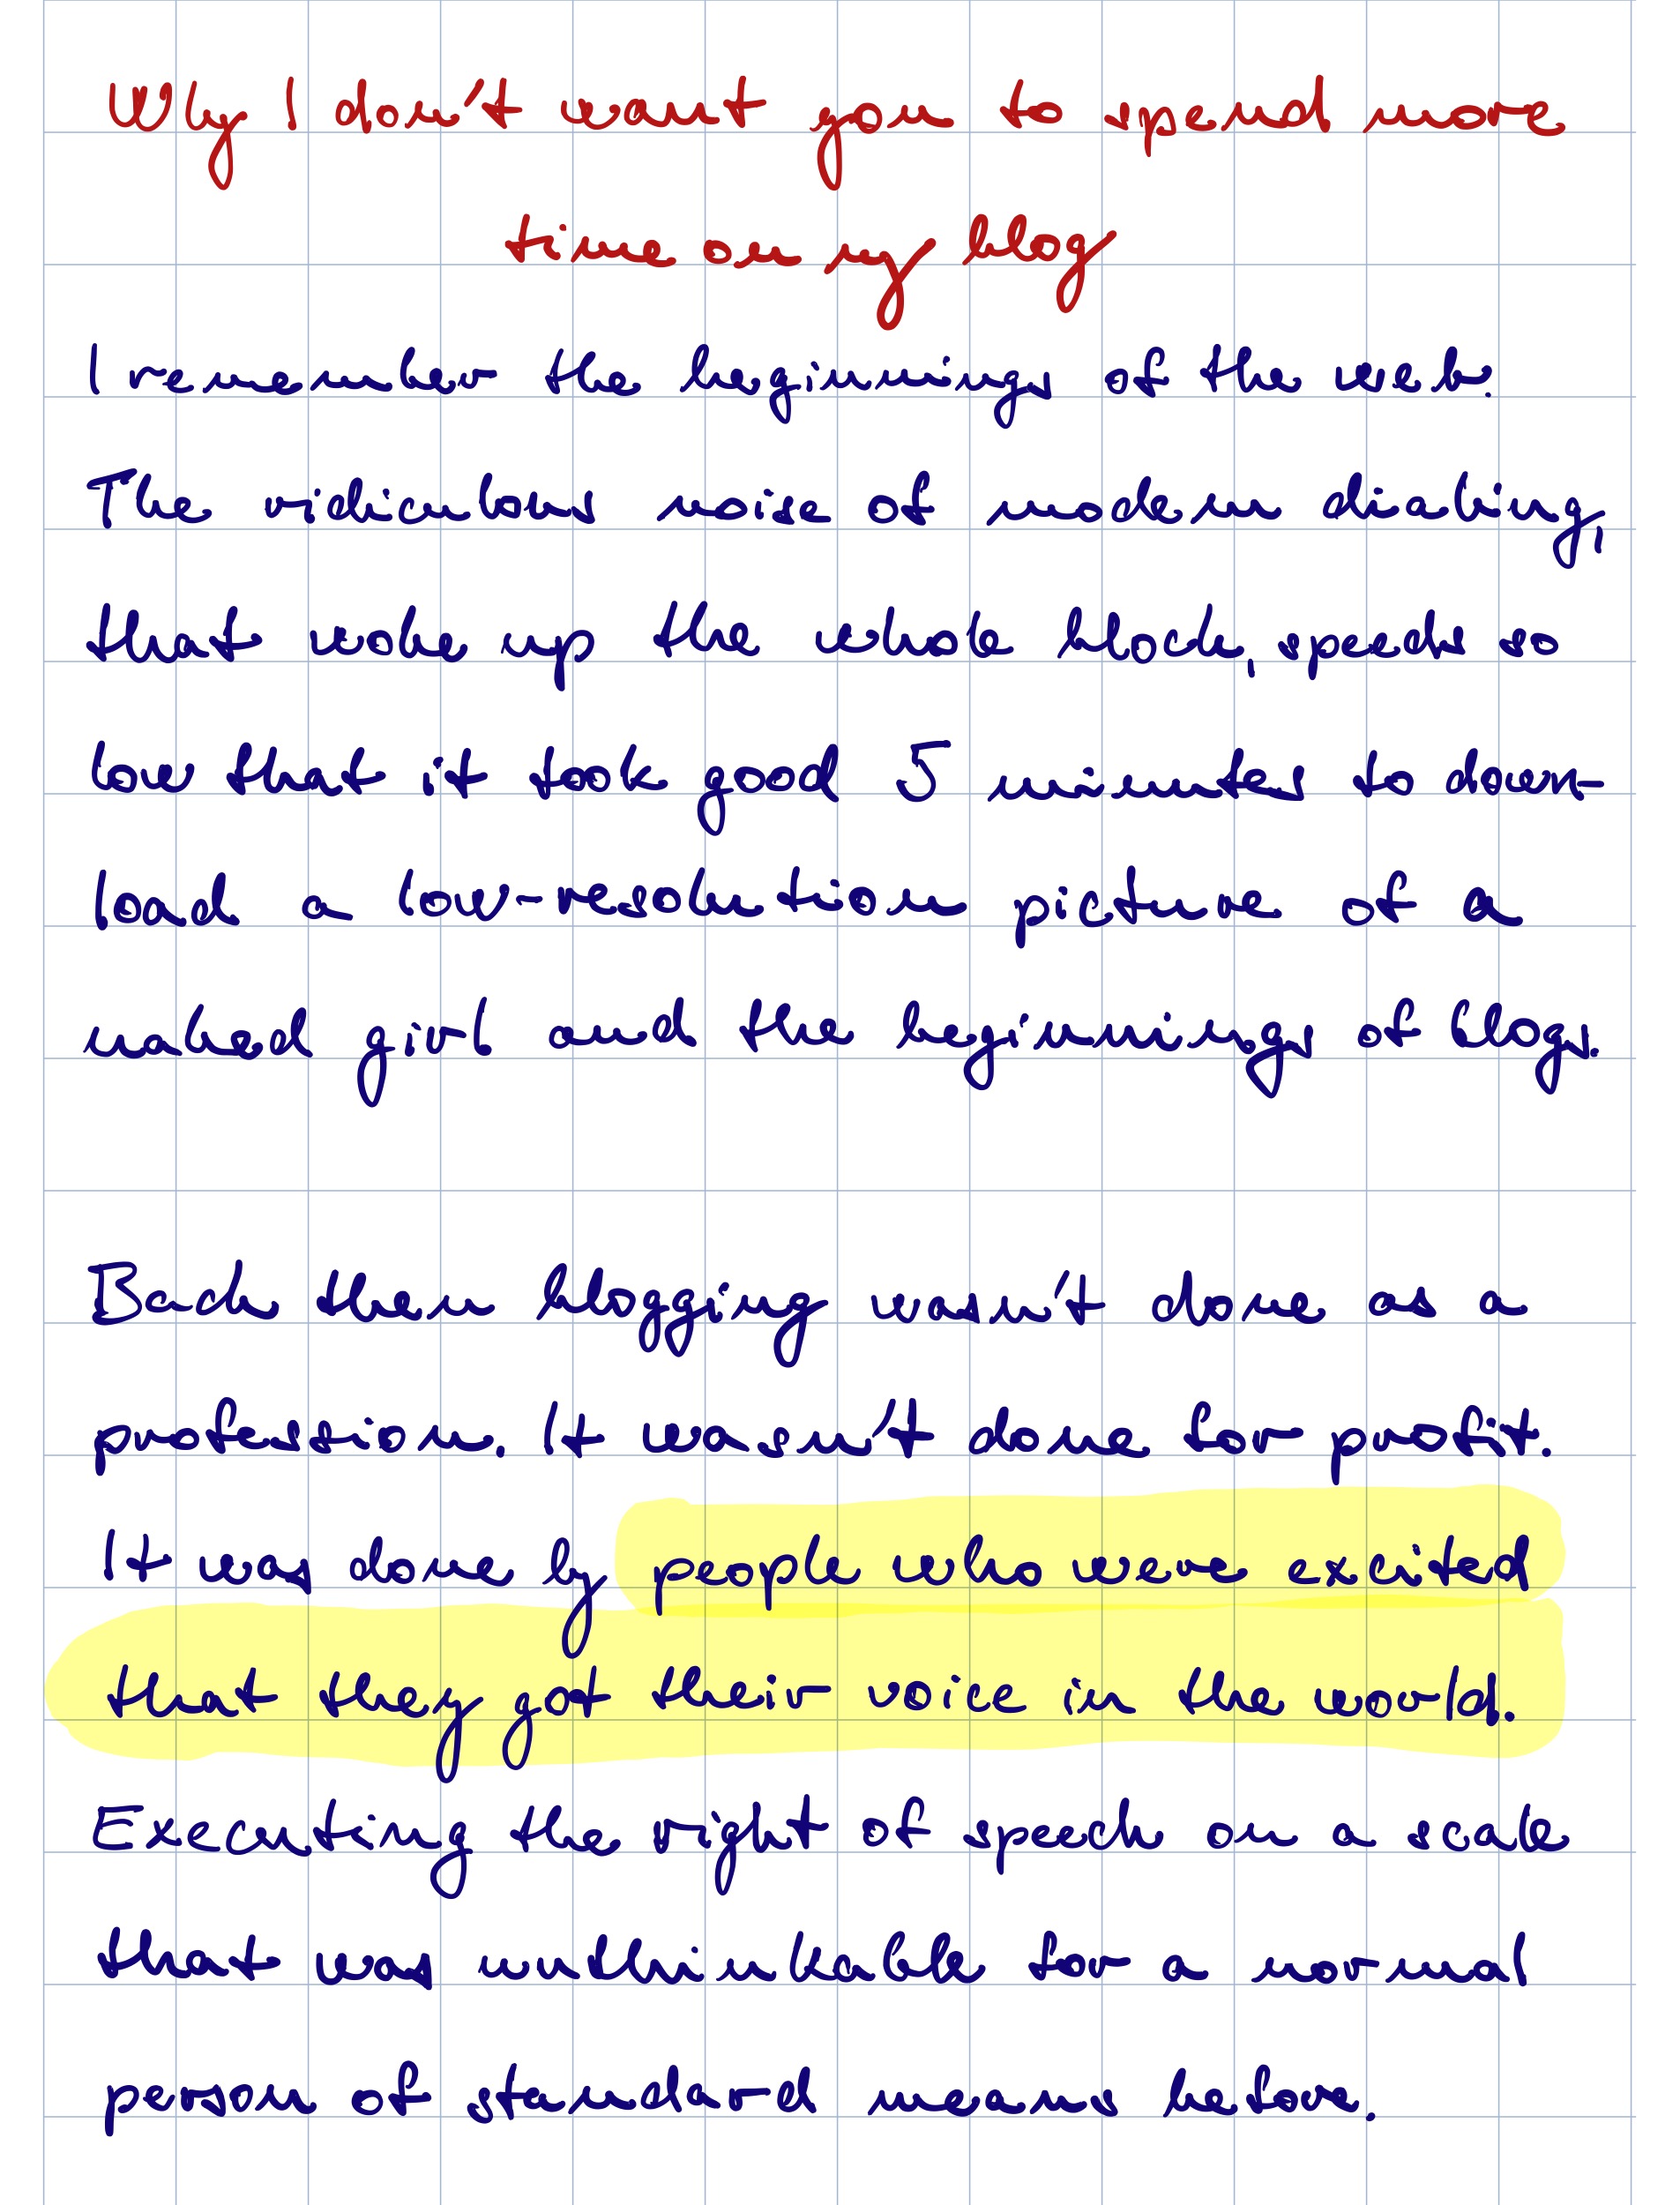 Why I don't want you to spend more
time on my blog
I remember the beginnings of the web.
The ridiculous noise of modem dialing,
that woke up the whole block, speeds so
low that it took good 5 minutes to down-
load a low-resolution picture of a
naked girl and the beginnings of blogs.
Back then blogging wasn't done as a
profession. It wasn't done for profit.
It was done by people who were excited
that they got their voice in the world.
Executing the right of speech on a scale
that was unthinkable for a normal
person of standard means before.